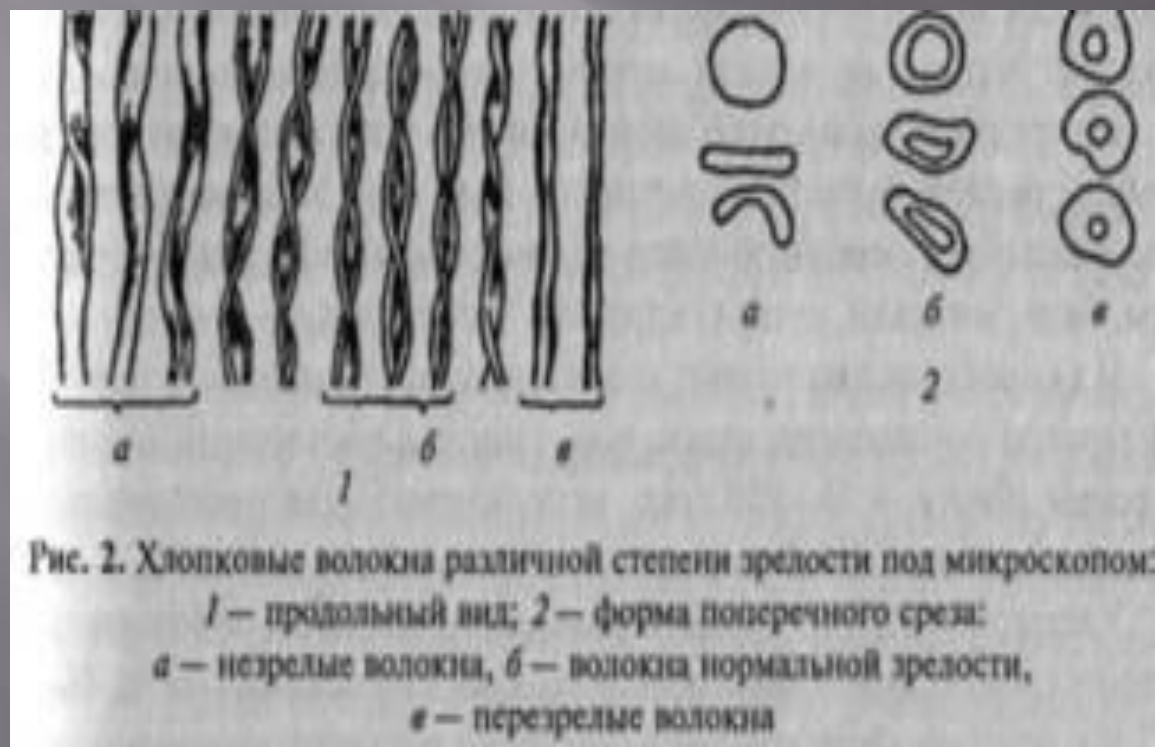 а б в
2
а б в
1
Рис. 2. Хлопковые волокна различной степени зрелости под микроскопом:
1 — продольный вид; 2 — форма поперечного среза:
а — незрелые волокна, б — волокна нормальной зрелости,
в — перезрелые волокна